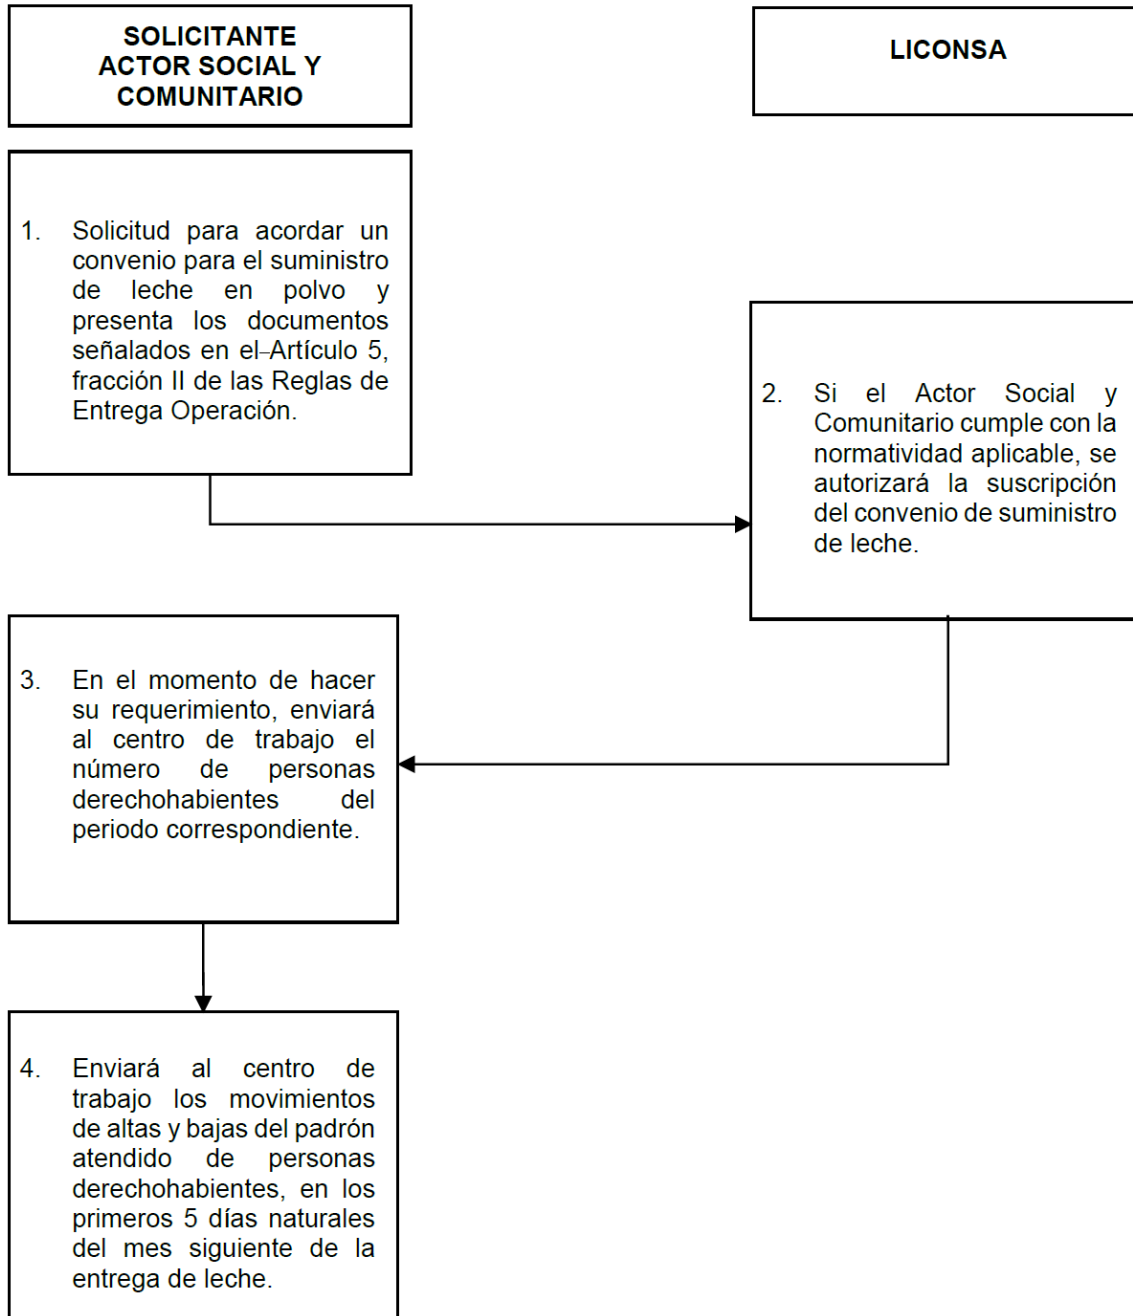 SOLICITANTE
ACTOR SOCIAL Y
COMUNITARIO
LICONSA
1. Solicitud para acordar un
convenio para el suministro
de leche en polvo y
presenta los documentos
señalados en el–Artículo 5,
fracción II de las Reglas de
Entrega Operación.
2. Si el Actor Social y
Comunitario cumple con la
normatividad aplicable, se
autorizará la suscripción
del convenio de suministro
de leche.
3. En el momento de hacer
su requerimiento, enviará
al centro de trabajo el
número de personas
derechohabientes del
periodo correspondiente.
4. Enviará al centro de
trabajo los movimientos
de altas y bajas del padrón
atendido de personas
derechohabientes, en los
primeros 5 días naturales
del mes siguiente de la
entrega de leche.